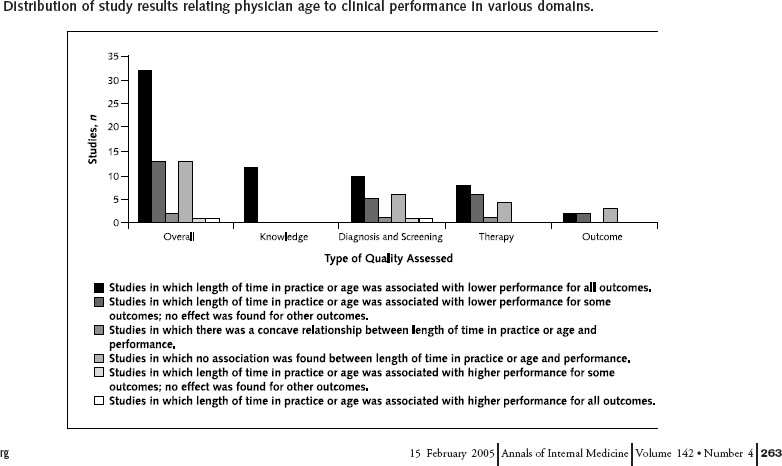 Distribution of study results relating physician age to clinical performance in various domains.
35
30
25
20
15
10
5
0
Studies, n
Overall
Knowledge
Diagnosis and Screening
Therapy
Outcome
Type of Quality Assessed
Studies in which length of time in practice or age was associated with lower performance for all outcomes.
Studies in which length of time in practice or age was associated with lower performance for some
outcomes; no effect was found for other outcomes.
Studies in which there was a concave relationship between length of time in practice or age and
performance.
Studies in which no association was found between length of time in practice or age and performance.
Studies in which length of time in practice or age was associated with higher performance for some
outcomes; no effect was found for other outcomes.
Studies in which length of time in practice or age was associated with higher performance for all outcomes.
rg 15 February 2005 | Annals of Internal Medicine | Volume 142 • Number 4 | 263